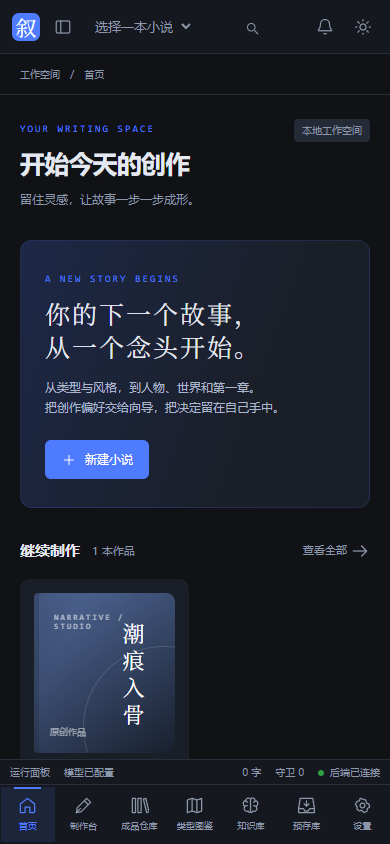 叙 选择一本小说
工作空间 / 首页
YOUR WRITING SPACE
本地工作空间
开始今天的创作
留住灵感，让故事一步一步成形。
A NEW STORY BEGINS
你的下一个故事，
从一个念头开始。
从类型与风格，到人物、世界和第一章。
把创作偏好交给向导，把决定留在自己手中。
+ 新建小说
继续制作 1 本作品 查看全部 →
NARRATIVE /
STUDIO
潮痕入骨
原创作品
运行面板 模型已配置 0 字 守卫 0 后端已连接
首页 制作台 成品仓库 类型图鉴 知识库 预存库 设置